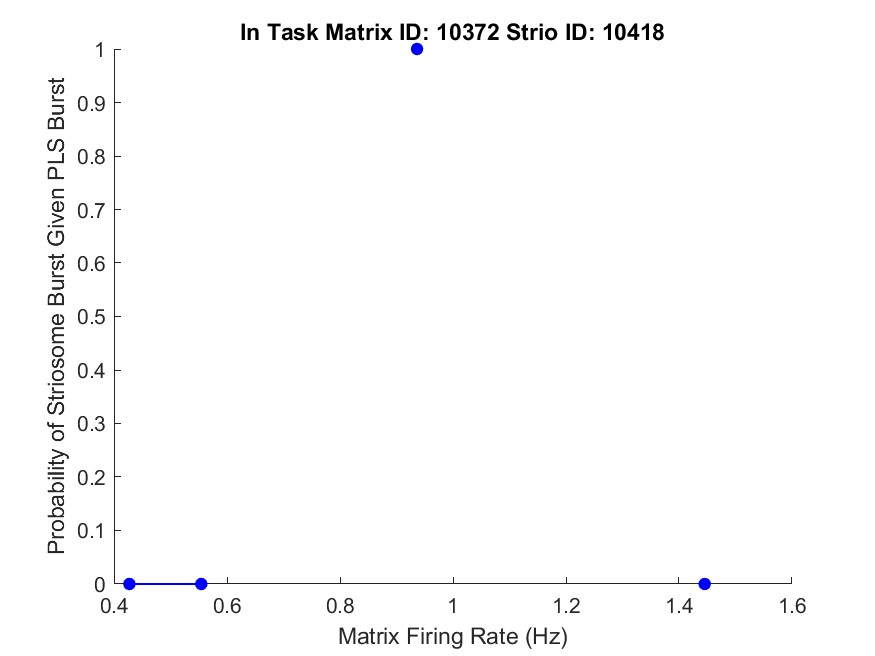 In Task Matrix ID: 10372 Strio ID: 10418
Probability of Striosome Burst Given PLS Burst
1
0.9
0.8
0.7
0.6
0.5
0.4
0.3
0.2
0.1
0
0.4 0.6 0.8 1 1.2 1.4 1.6
Matrix Firing Rate (Hz)